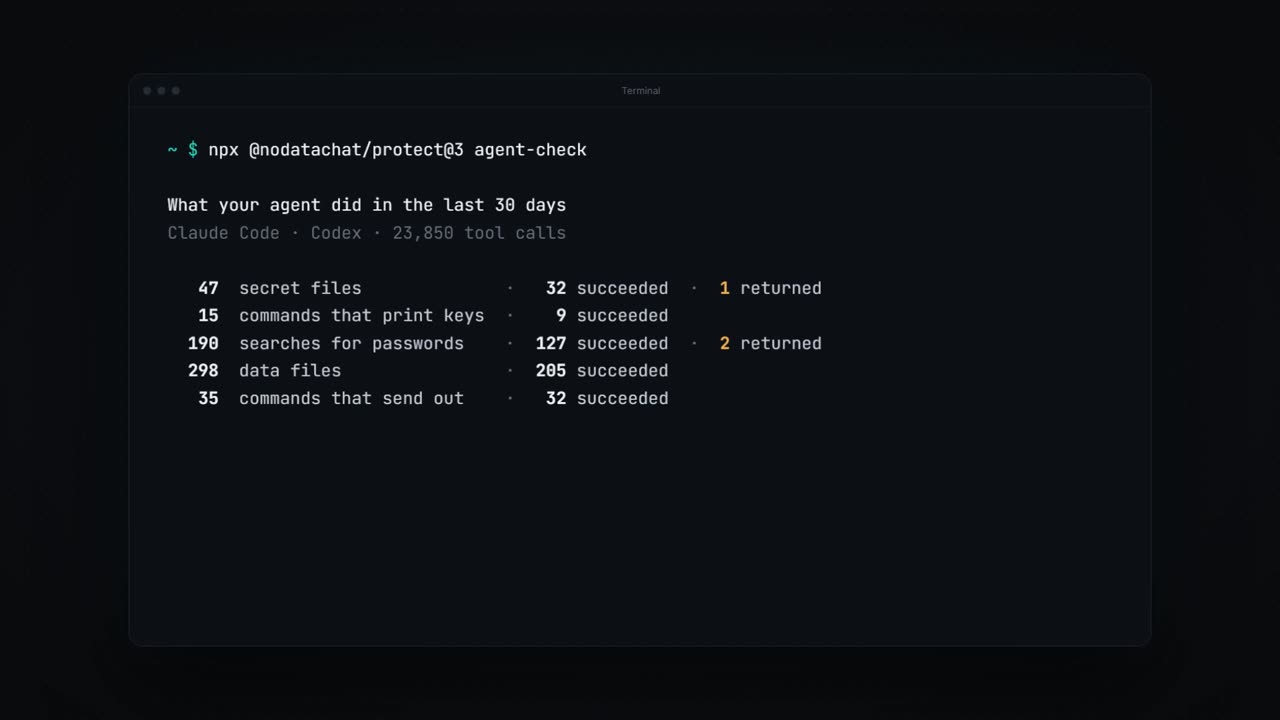 Terminal
~ $ npx @nodatachat/protect@3 agent-check
What your agent did in the last 30 days
Claude Code · Codex · 23,850 tool calls
47 secret files · 32 succeeded · 1 returned
15 commands that print keys · 9 succeeded
190 searches for passwords · 127 succeeded · 2 returned
298 data files · 205 succeeded
35 commands that send out · 32 succeeded